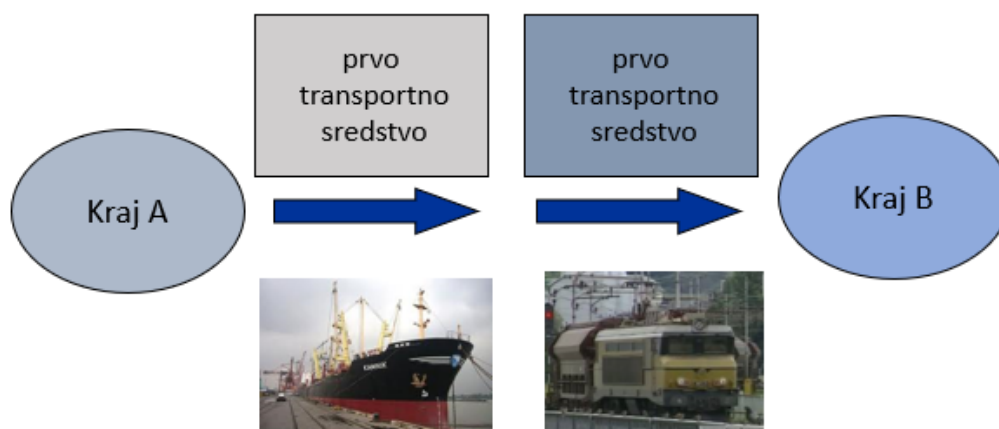 prvo
transportno
sredstvo
prvo
transportno
sredstvo
Kraj A
Kraj B